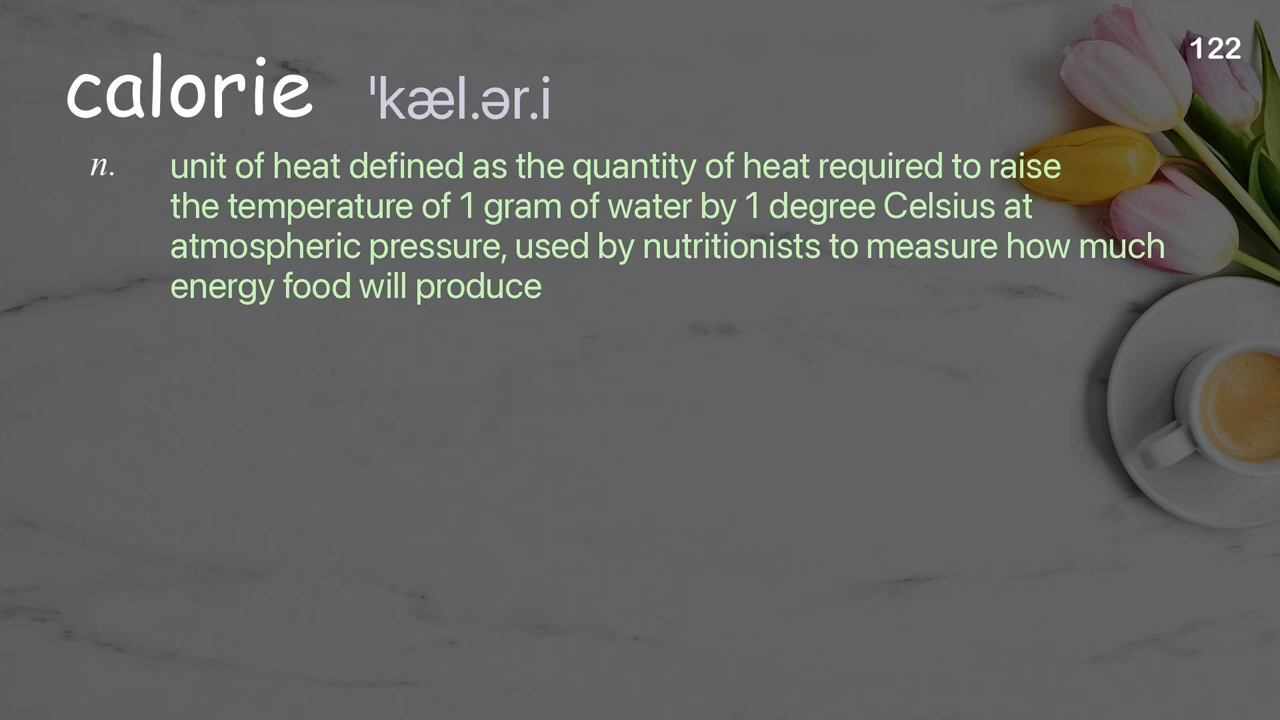 122
calorie ˈkæl.ər.i
n. unit of heat defined as the quantity of heat required to raise
the temperature of 1 gram of water by 1 degree Celsius at
atmospheric pressure, used by nutritionists to measure how much
energy food will produce